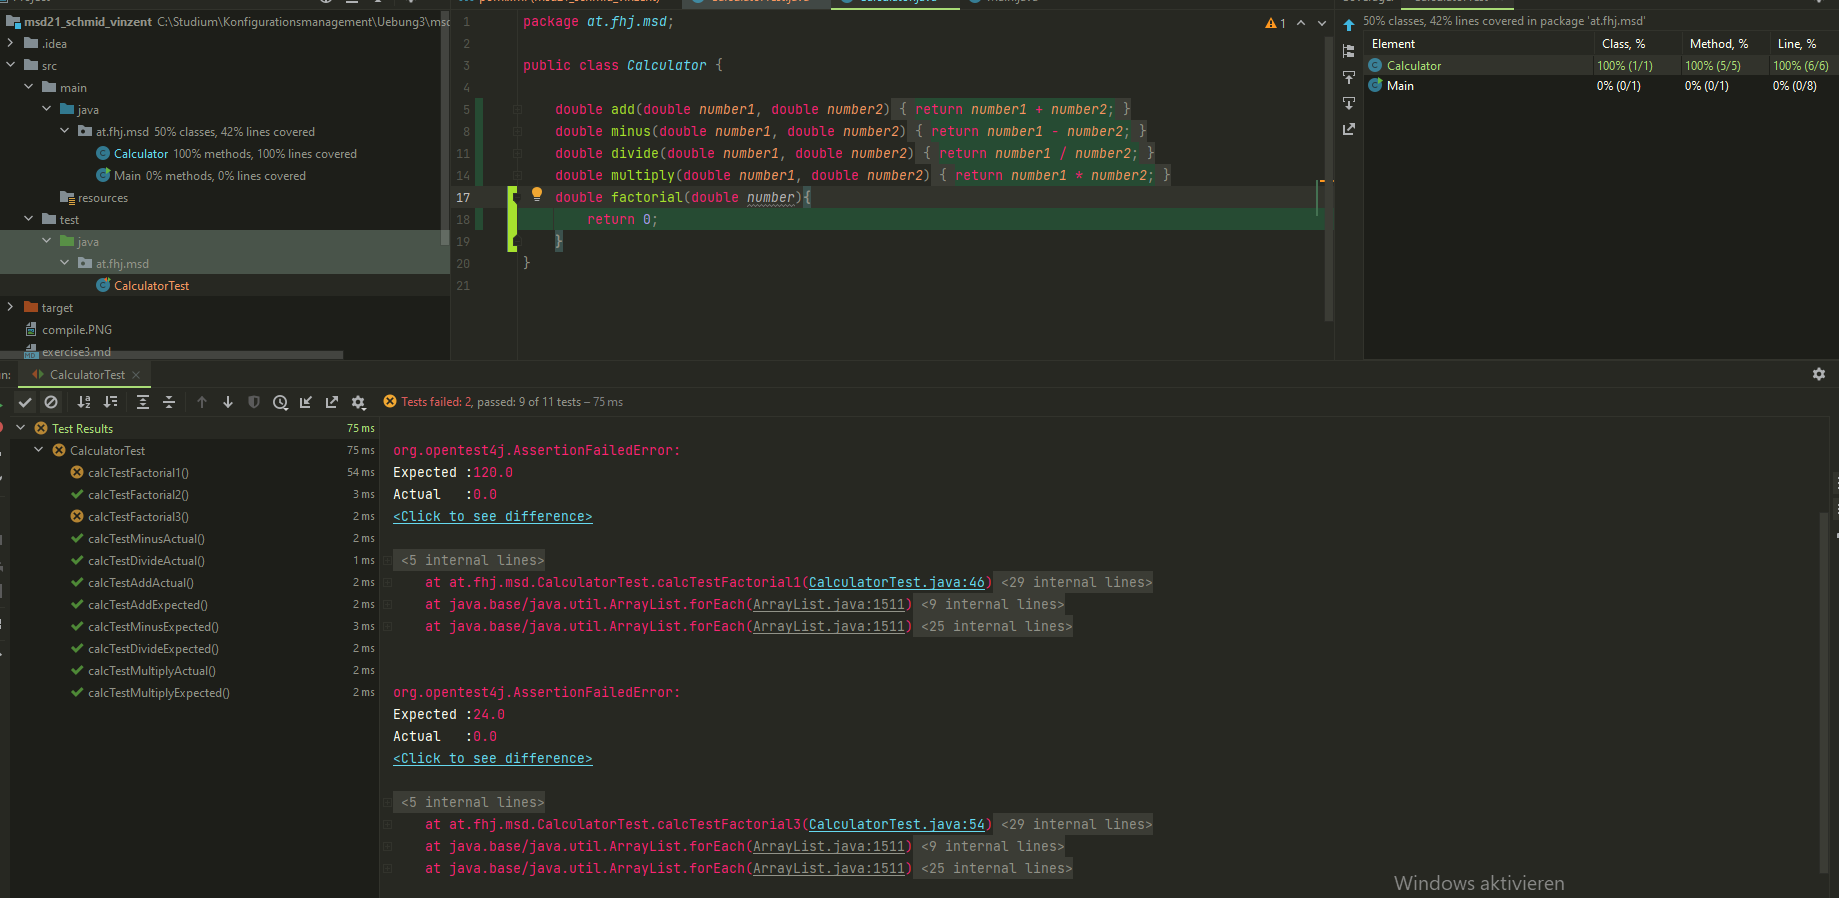 msd21_schmid_vinzent C:\Studium\Konfigurationsmanagement\Uebung3\msd
.idea
src
main
java
at.fhj.msd 50% classes, 42% lines covered
Calculator 100% methods, 100% lines covered
Main 0% methods, 0% lines covered
resources
test
java
at.fhj.msd
CalculatorTest
target
compile.PNG
exercise3.md
1 package at.fhj.msd;
2
3 public class Calculator {
4
5 double add(double number1, double number2) { return number1 + number2; }
8 double minus(double number1, double number2) { return number1 - number2; }
11 double divide(double number1, double number2) { return number1 / number2; }
14 double multiply(double number1, double number2) { return number1 * number2; }
17 double factorial(double number){
18 return 0;
19 }
20 }
21
1
50% classes, 42% lines covered in package 'at.fhj.msd'
Element Class, % Method, % Line, %
Calculator 100% (1/1) 100% (5/5) 100% (6/6)
Main 0% (0/1) 0% (0/1) 0% (0/8)
CalculatorTest
Tests failed: 2, passed: 9 of 11 tests – 75 ms
Test Results 75 ms
CalculatorTest 75 ms
calcTestFactorial1() 54 ms
calcTestFactorial2() 3 ms
calcTestFactorial3() 2 ms
calcTestMinusActual() 2 ms
calcTestDivideActual() 1 ms
calcTestAddActual() 2 ms
calcTestAddExpected() 2 ms
calcTestMinusExpected() 3 ms
calcTestDivideExpected() 2 ms
calcTestMultiplyActual() 2 ms
calcTestMultiplyExpected() 2 ms
org.opentest4j.AssertionFailedError:
Expected :120.0
Actual :0.0
<Click to see difference>
<5 internal lines>
at at.fhj.msd.CalculatorTest.calcTestFactorial1(CalculatorTest.java:46) <29 internal lines>
at java.base/java.util.ArrayList.forEach(ArrayList.java:1511) <9 internal lines>
at java.base/java.util.ArrayList.forEach(ArrayList.java:1511) <25 internal lines>
org.opentest4j.AssertionFailedError:
Expected :24.0
Actual :0.0
<Click to see difference>
<5 internal lines>
at at.fhj.msd.CalculatorTest.calcTestFactorial3(CalculatorTest.java:54) <29 internal lines>
at java.base/java.util.ArrayList.forEach(ArrayList.java:1511) <9 internal lines>
at java.base/java.util.ArrayList.forEach(ArrayList.java:1511) <25 internal lines>
Windows aktivieren